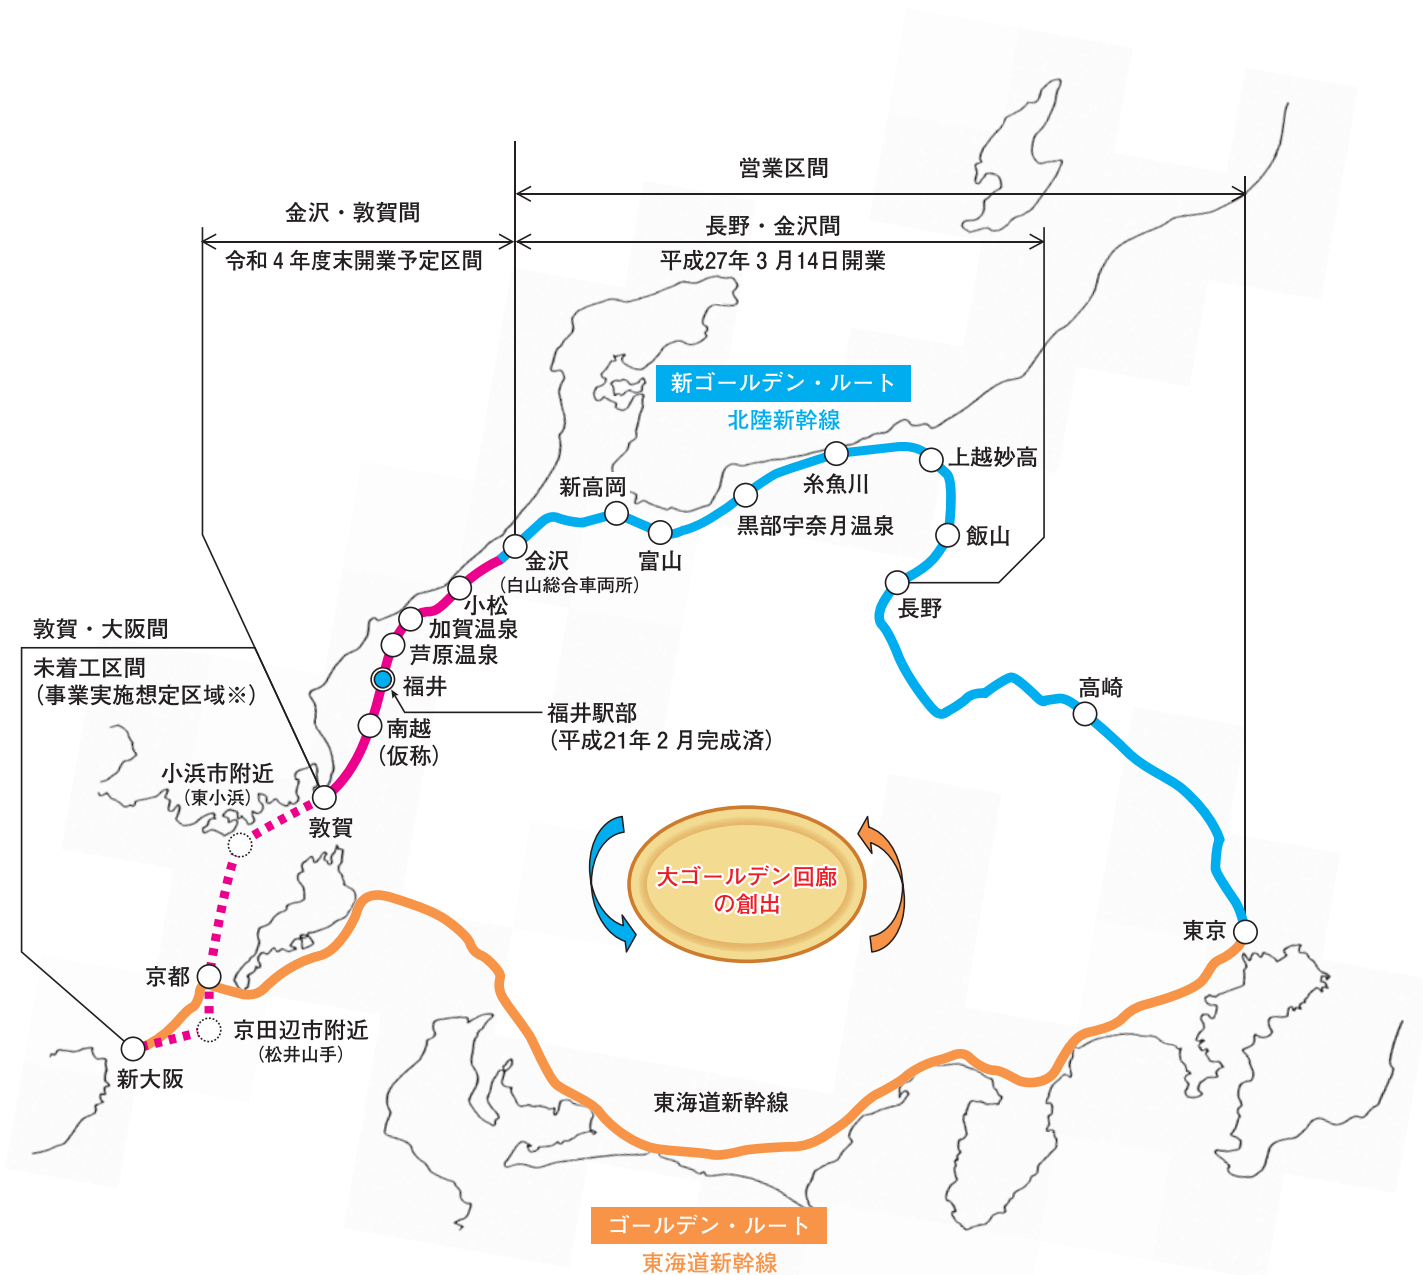 営業区間
金沢・敦賀間
令和4年度末開業予定区間
長野・金沢間
平成27年3月14日開業
新ゴールデン・ルート
北陸新幹線
上越妙高
糸魚川
新高岡
黒部宇奈月温泉
飯山
富山
金沢
(白山総合車両所)
長野
小松
加賀温泉
芦原温泉
福井
敦賀・大阪間
未着工区間
(事業実施想定区域※)
高崎
福井駅部
(平成21年2月完成済)
南越
(仮称)
小浜市附近
(東小浜)
敦賀
大ゴールデン回廊
の創出
東京
京都
京田辺市附近
(松井山手)
新大阪
東海道新幹線
ゴールデン・ルート
東海道新幹線